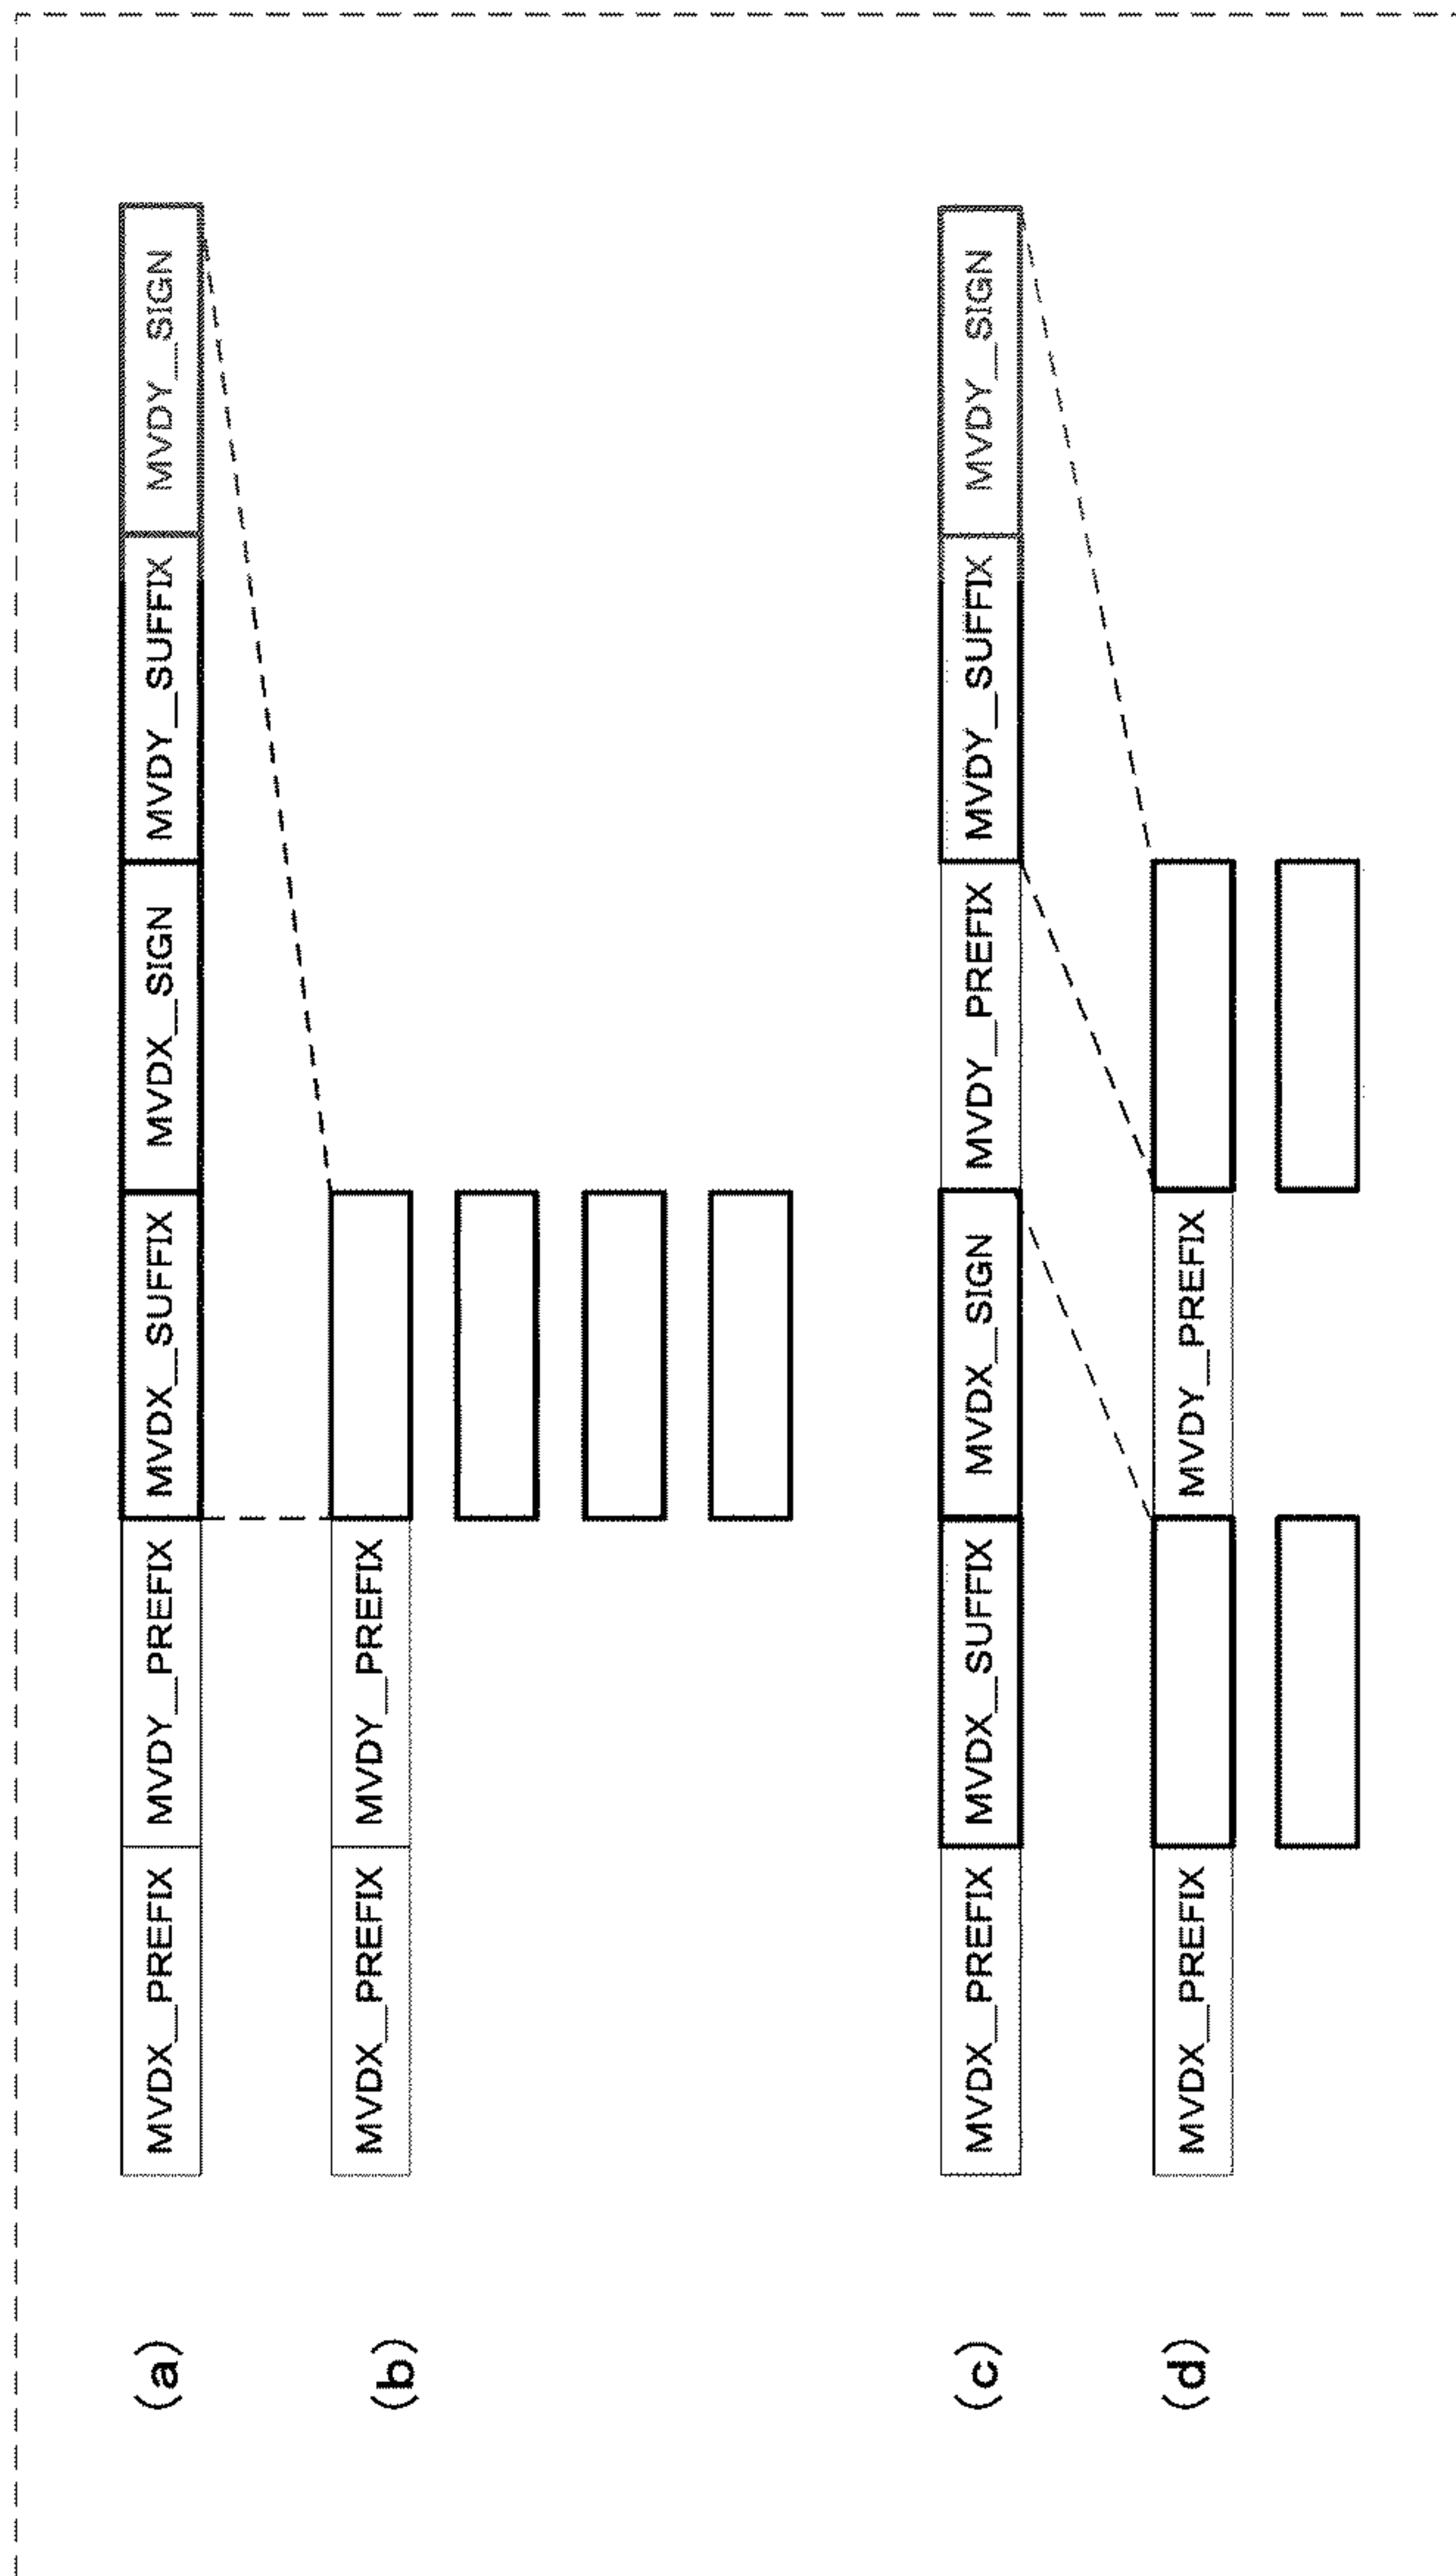 (a) MVDX_PREFIX MVDY_PREFIX MVDX_SUFFIX MVDX_SIGN MVDY_SUFFIX MVDY_SIGN
(b) MVDX_PREFIX MVDY_PREFIX
(c) MVDX_PREFIX MVDX_SUFFIX MVDX_SIGN MVDY_PREFIX MVDY_SUFFIX MVDY_SIGN
(d) MVDX_PREFIX MVDY_PREFIX